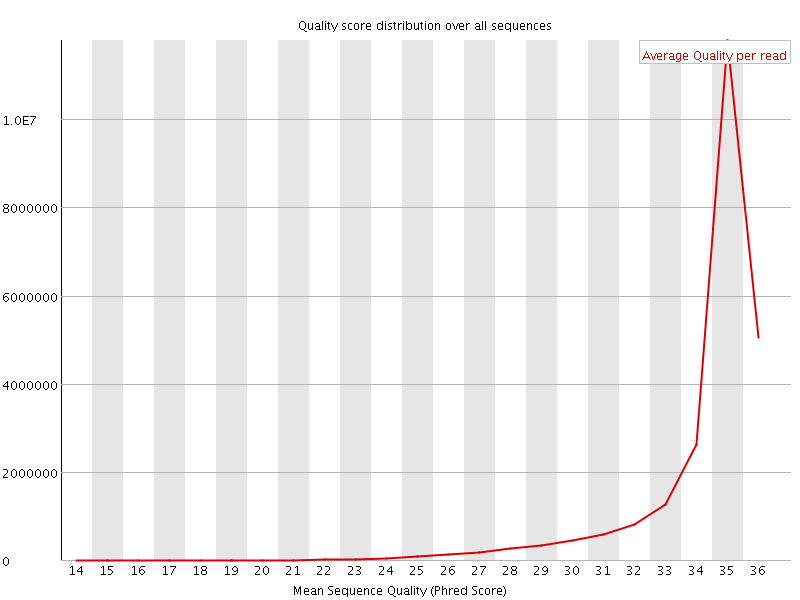 Quality score distribution over all sequences
Average Quality per read
1.0E7
8000000
6000000
4000000
2000000
0
14 15 16 17 18 19 20 21 22 23 24 25 26 27 28 29 30 31 32 33 34 35 36
Mean Sequence Quality (Phred Score)